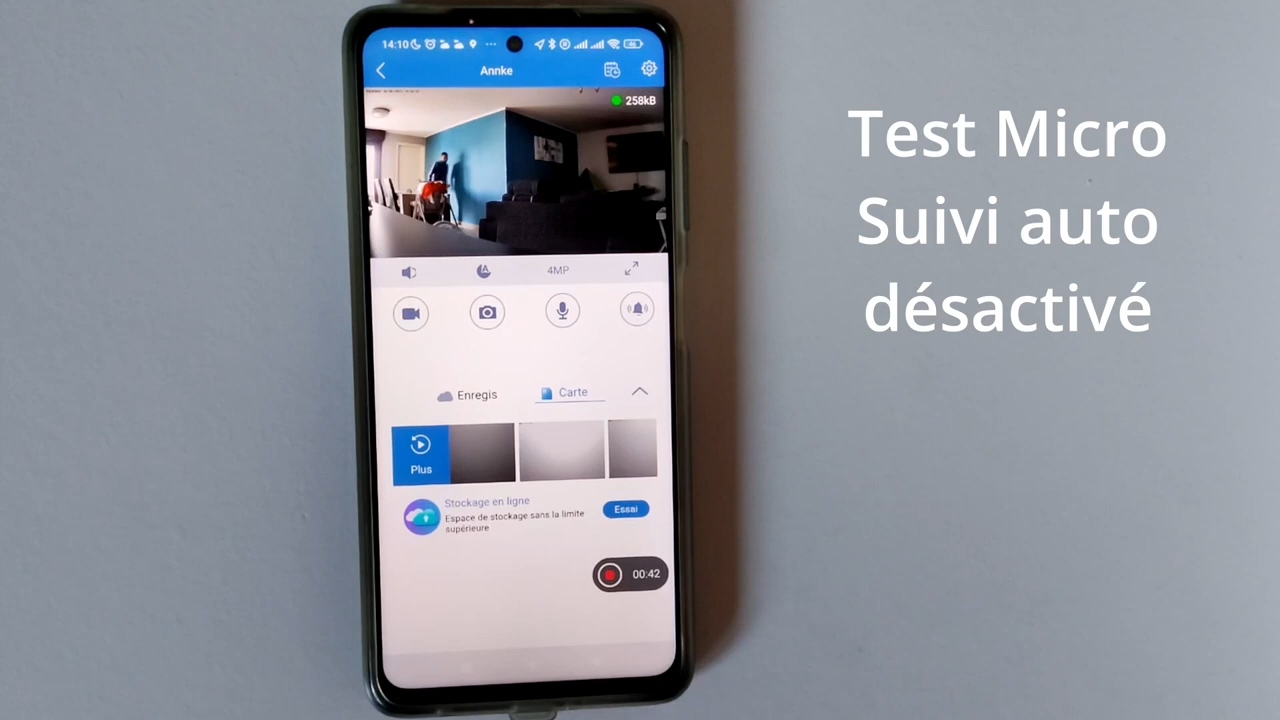 14:10
46
Annke
258kB
Test Micro
Suivi auto
désactivé
4MP
Enregis
Carte
Plus
Stockage en ligne
Espace de stockage sans la limite
supérieure
Essai
00:42